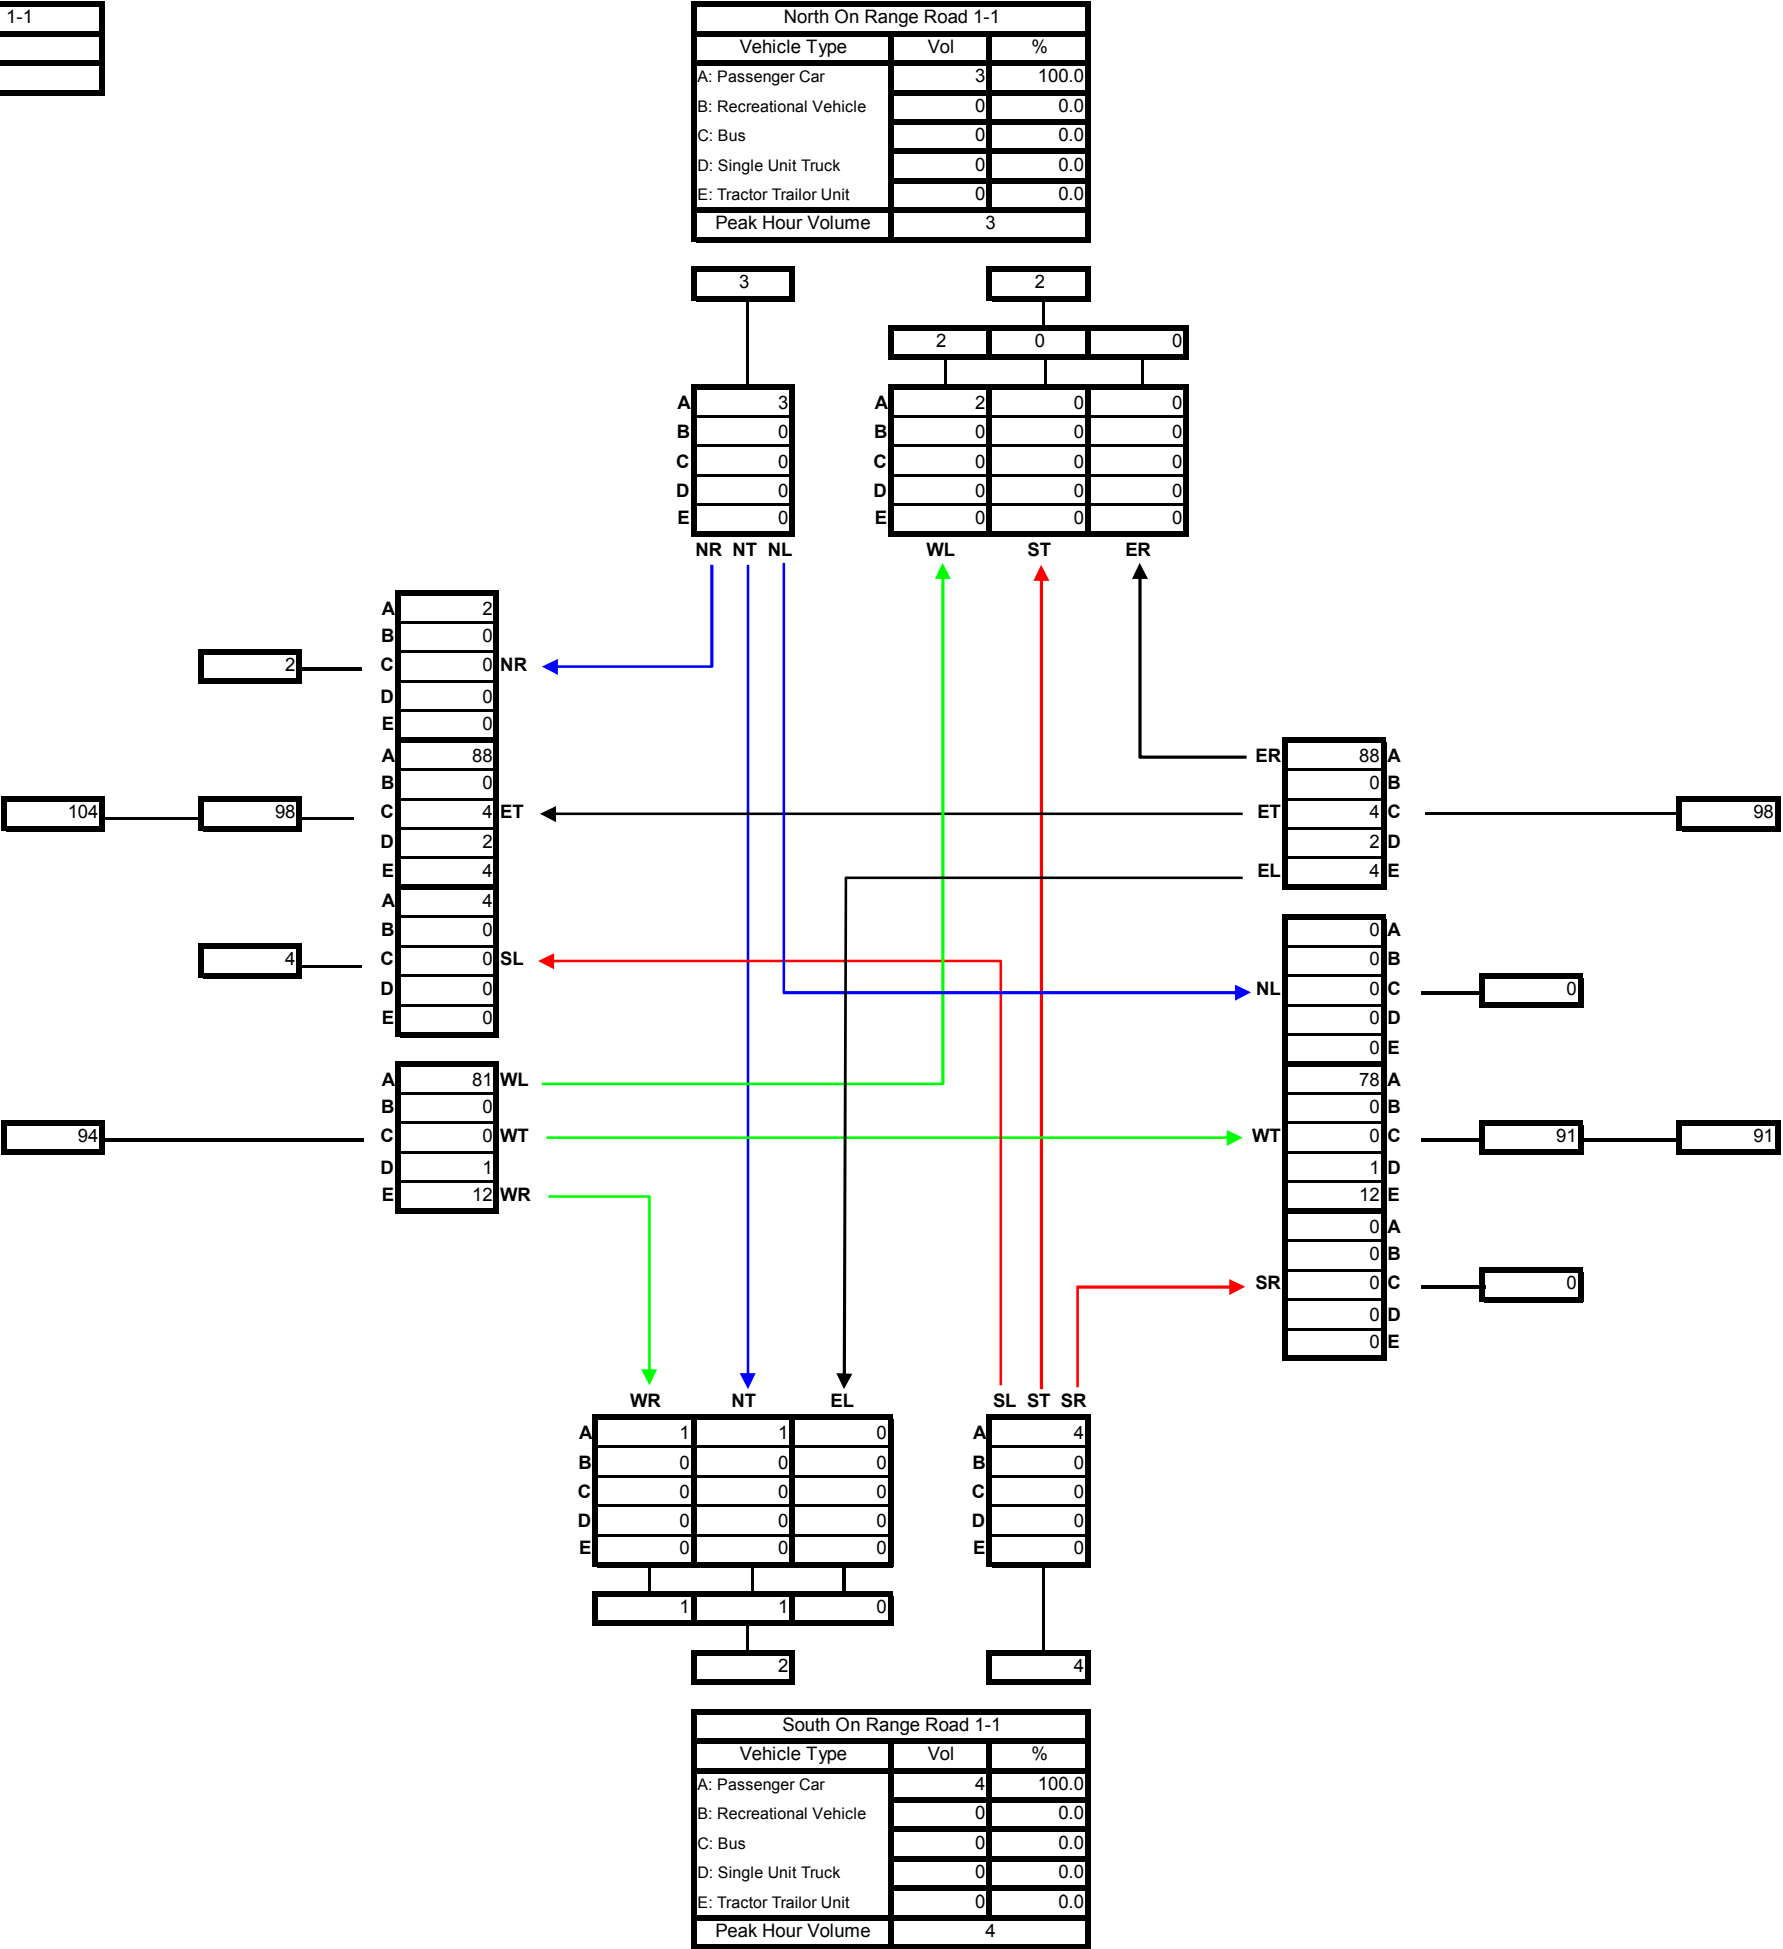 1-1
North On Range Road 1-1
Vehicle Type Vol %
A: Passenger Car 3 100.0
B: Recreational Vehicle 0 0.0
C: Bus 0 0.0
D: Single Unit Truck 0 0.0
E: Tractor Trailor Unit 0 0.0
Peak Hour Volume 3
3 2
2 0 0
A 3 A 2 0 0
B 0 B 0 0 0
C 0 C 0 0 0
D 0 D 0 0 0
E 0 E 0 0 0
NR NT NL WL ST ER
A 2
B 0
2 C 0 NR
D 0
E 0
A 88 ER 88 A
B 0 0 B
104 98 C 4 ET ET 4 C 98
D 2 2 D
E 4 EL 4 E
A 4
B 0 0 A
4 C 0 SL 0 B
D 0 NL 0 C 0
E 0 0 D
0 E
A 81 WL 78 A
B 0 0 B
94 C 0 WT WT 0 C 91 91
D 1 1 D
E 12 WR 12 E
0 A
0 B
SR 0 C 0
0 D
0 E
WR NT EL SL ST SR
A 1 1 0 A 4
B 0 0 0 B 0
C 0 0 0 C 0
D 0 0 0 D 0
E 0 0 0 E 0
1 1 0
2 4
South On Range Road 1-1
Vehicle Type Vol %
A: Passenger Car 4 100.0
B: Recreational Vehicle 0 0.0
C: Bus 0 0.0
D: Single Unit Truck 0 0.0
E: Tractor Trailor Unit 0 0.0
Peak Hour Volume 4